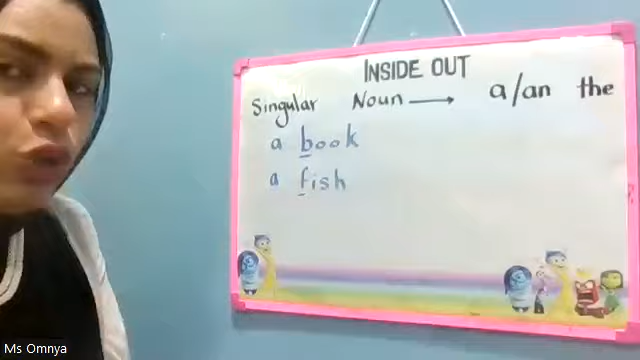 INSIDE OUT
Singular Noun → a/an the
a book
a fish
Ms Omnya